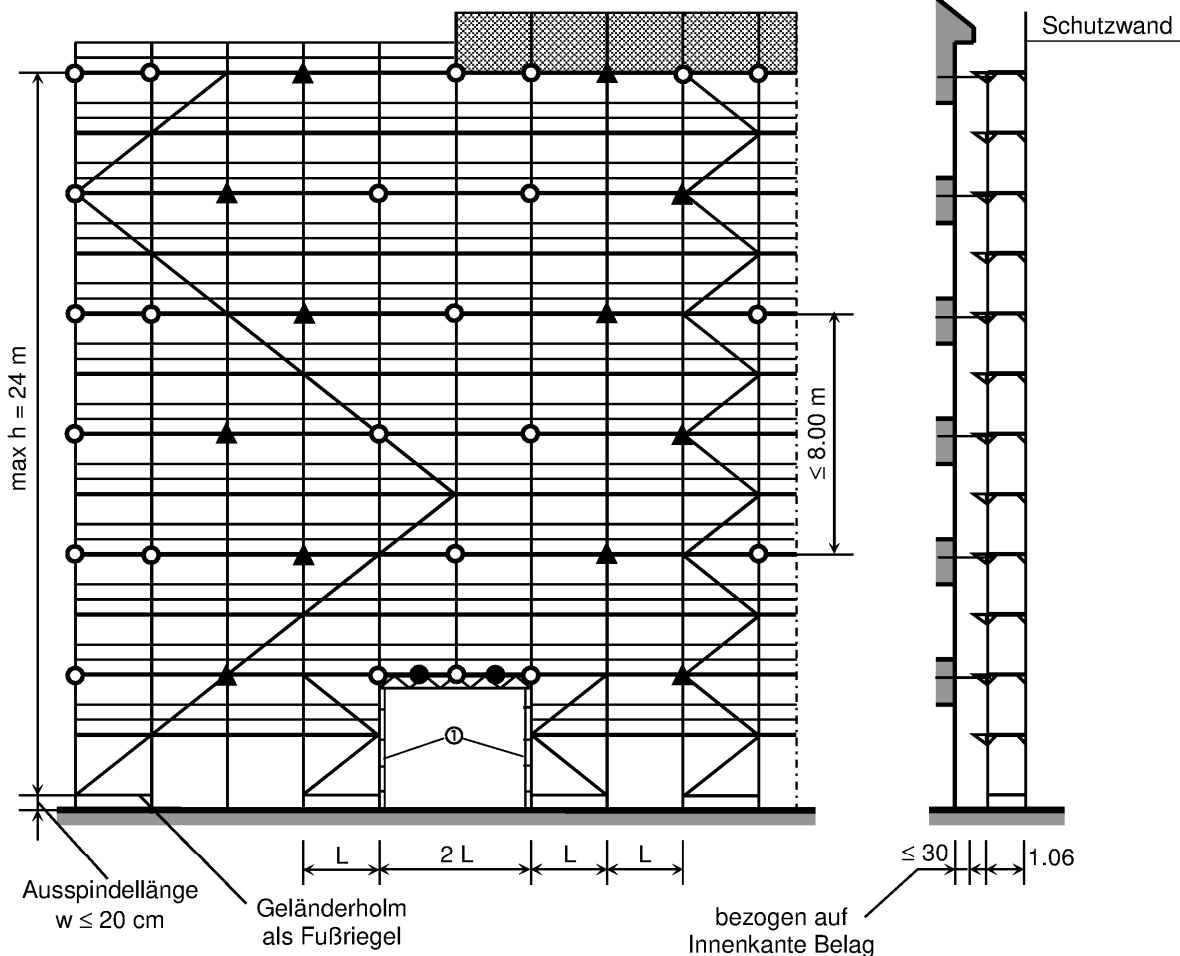 Schutzwand
max h = 24 m
≤ 8.00 m
①
L
2 L
L
L
≤ 30
1.06
Ausspindellänge
w ≤ 20 cm
Geländerholm
als Fußriegel
bezogen auf
Innenkante Belag